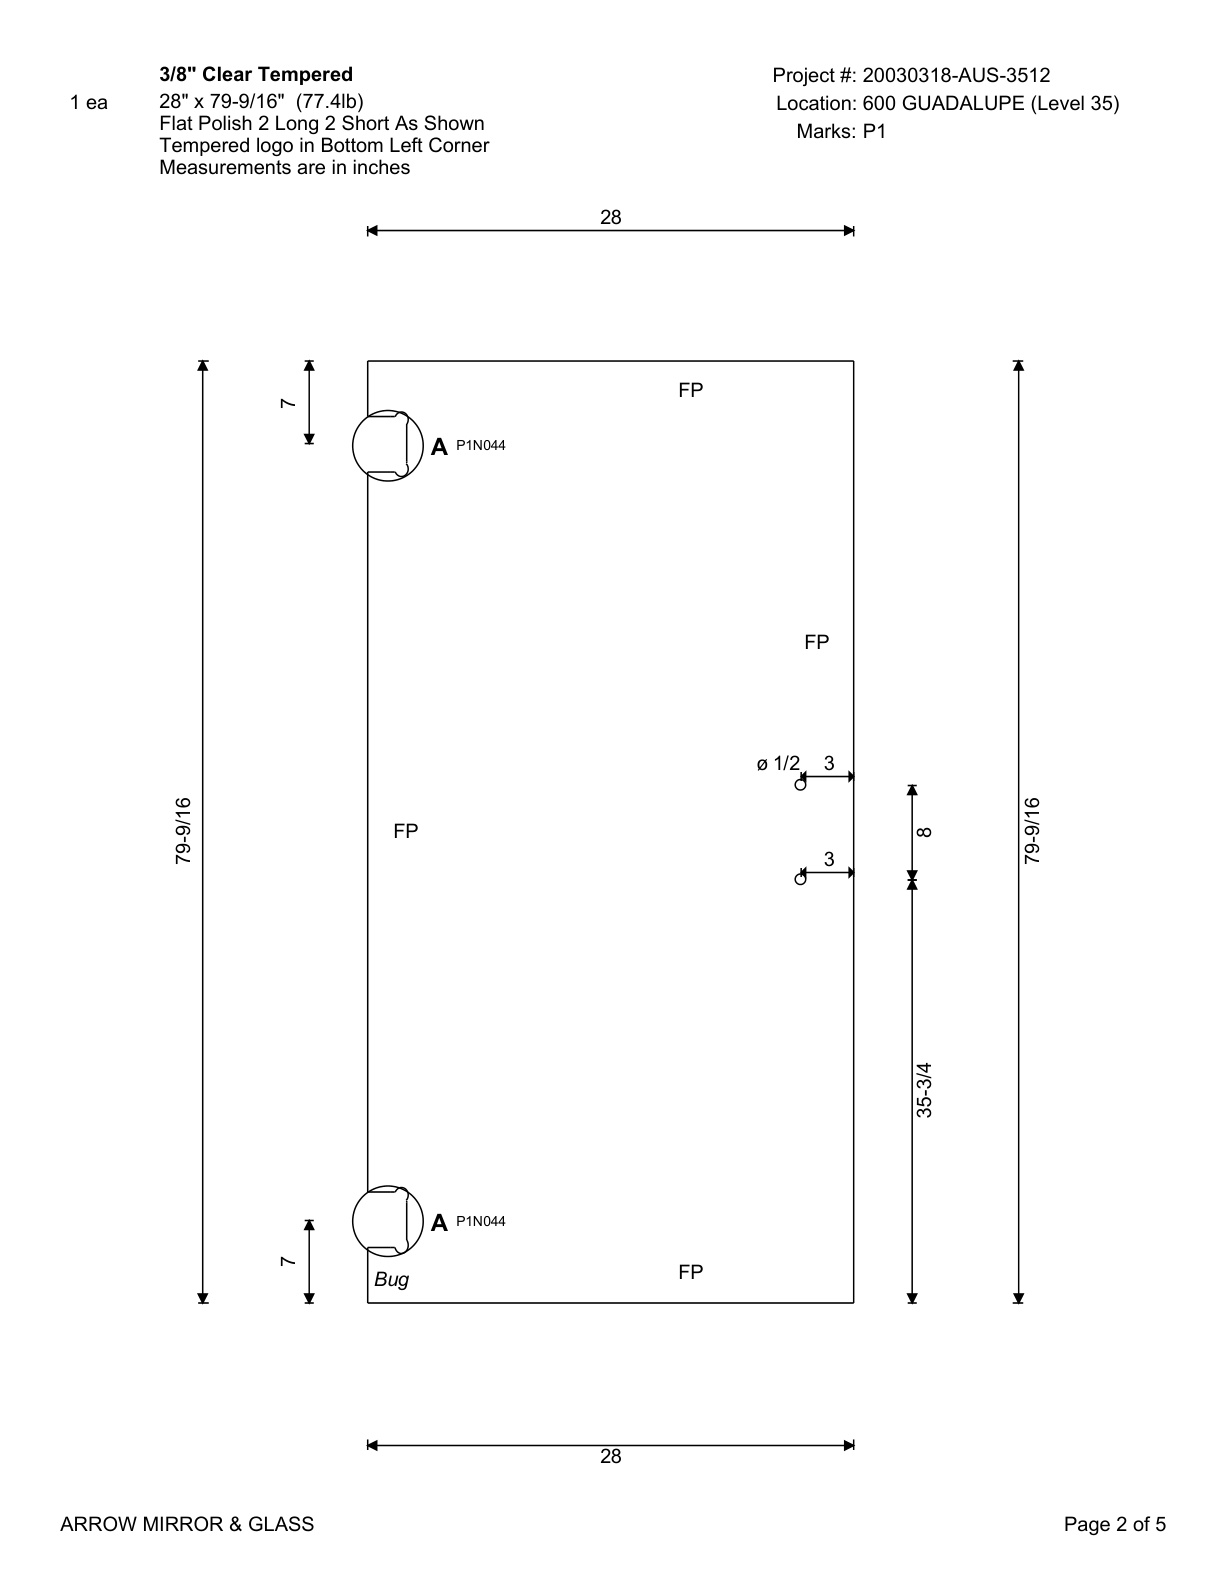 3/8" Clear Tempered
1 ea
28" x 79-9/16" (77.4lb)
Flat Polish 2 Long 2 Short As Shown
Tempered logo in Bottom Left Corner
Measurements are in inches
Project #: 20030318-AUS-3512
Location: 600 GUADALUPE (Level 35)
Marks: P1
28
7
FP
A P1N044
FP
ø 1/2
3
79-9/16
FP
8
79-9/16
3
35-3/4
A P1N044
7
Bug
FP
28
ARROW MIRROR & GLASS
Page 2 of 5